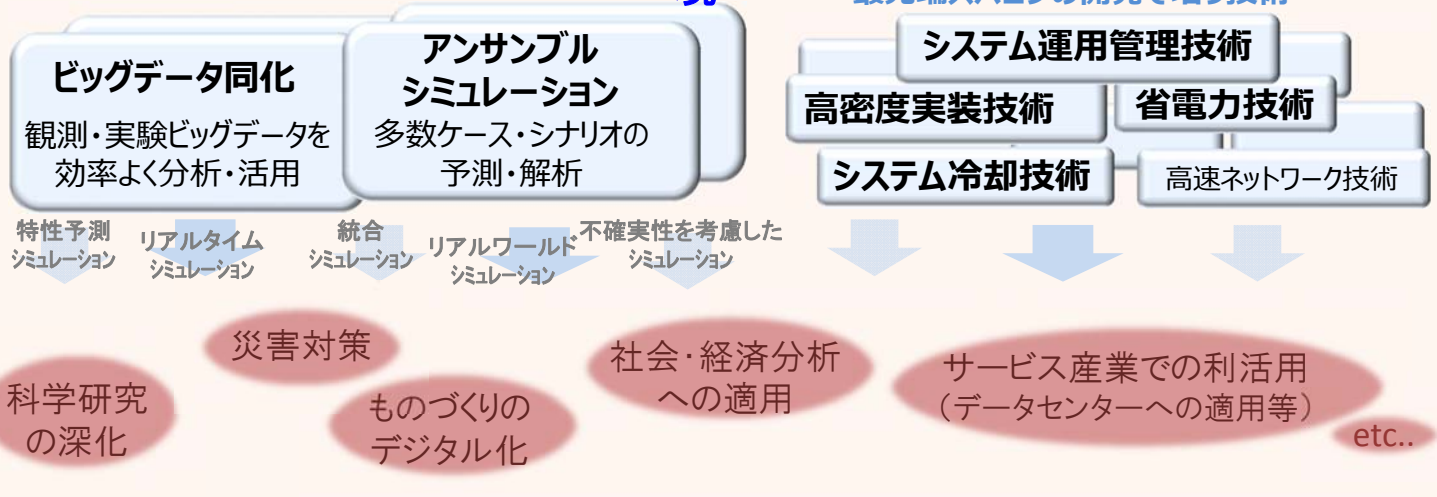 ビッグデータ同化
観測・実験ビッグデータを
効率よく分析・活用
アンサンブル
シミュレーション
多数ケース・シナリオの
予測・解析
システム運用管理技術
高密度実装技術
省電力技術
システム冷却技術
高速ネットワーク技術
特性予測
シミュレーション
リアルタイム
シミュレーション
統合
シミュレーション
リアルワールド
シミュレーション
不確実性を考慮した
シミュレーション
科学研究
の深化
災害対策
ものづくりの
デジタル化
社会・経済分析
への適用
サービス産業での利活用
（データセンターへの適用等）
etc..